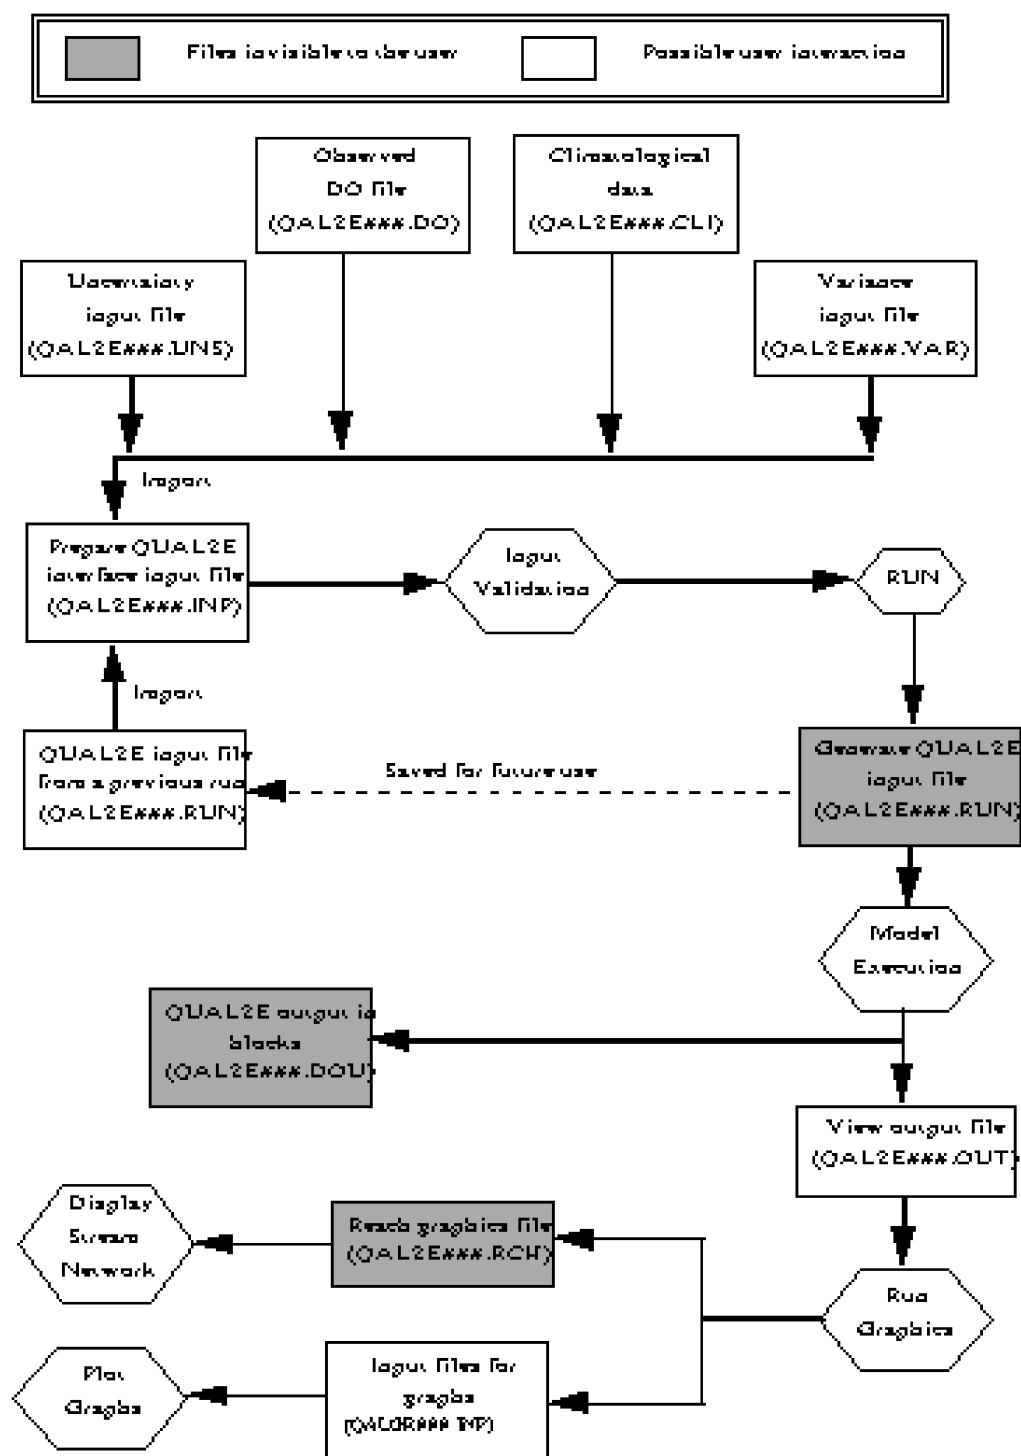 Files invisible to the user
Possible user interaction
Observed
DO file
(QAL2E###.DO)
Climatological
data
(QAL2E###.CLI)
Uncertainty
input file
(QAL2E###.UNS)
Variance
input file
(QAL2E###.VAR)
Import
Prepare QUAL2E
interface input file
(QAL2E###.INP)
Input
Validation
RUN
Import
QUAL2E input file
from a previous run
(QAL2E###.RUN)
Saved for future use
Generate QUAL2E
input file
(QAL2E###.RUN)
Model
Execution
QUAL2E output in
blocks
(QAL2E###.DOU)
View output file
(QAL2E###.OUT)
Display
Stream
Network
Reach graphics file
(QAL2E###.RCH)
Run
Graphics
Plot
Graphs
Input files for
graphs
(QALGR###.INP)